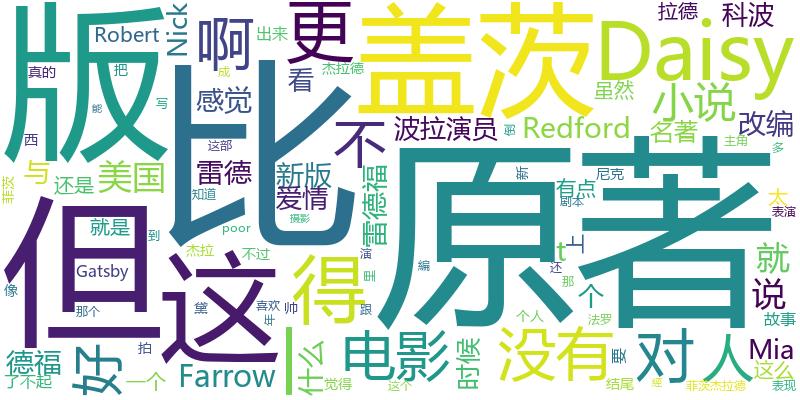 版
比
原著
但
这
盖茨
Daisy
更
啊
得
电影
没有
对
人
好
不
Robert
Nick
出来
看
杰拉德
拉德
科波
虽然
小说
真的
把
成
能
写
感觉
波拉演员
Redford
名著
改编
西
这部
雷德
新版
爱情
雷德福
倒
主角
多
与
还是
美国
菲茨
知道
有点
尼克
新
剧本
太
表演
就是
到
poor
摄影
上
t
还
那
就
像
Gatsby
那个
杰拉
不过
演
里
编
个
说
黛
喜欢
年
帅
跟
个人
法罗
故事
德福
拍
一个
了不起
Farrow
什么
觉得
这个
时候
结尾
要
菲茨杰拉德
Mia
这么
表现